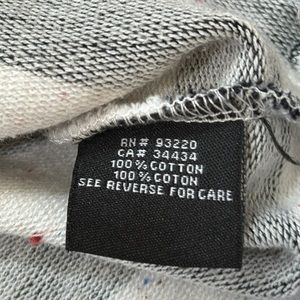 RN# 93220
CA# 34434
100% COTTON
100% COTON
SEE REVERSE FOR CARE